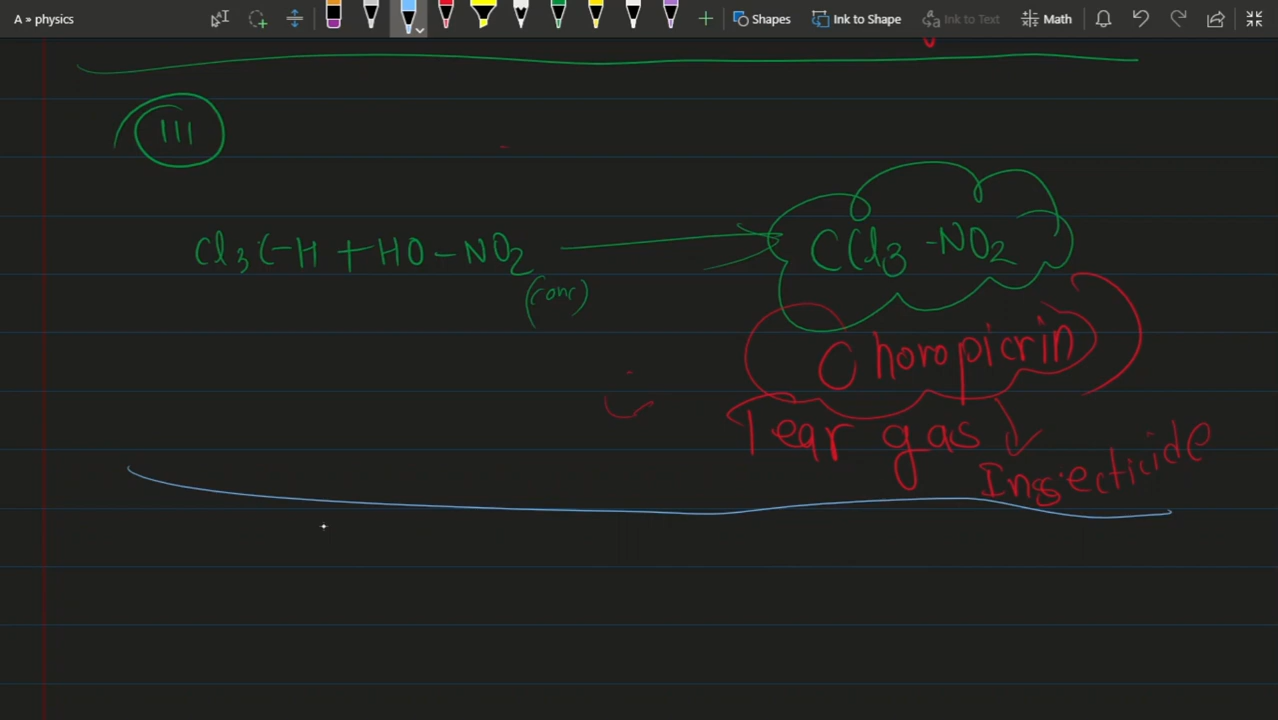 A » physics
Shapes
Ink to Shape
Ink to Text
Math
III
Cl3C-H + HO-NO2 → CCl3-NO2
(conc)
Choropicrin
Tear gas
Inssecticide